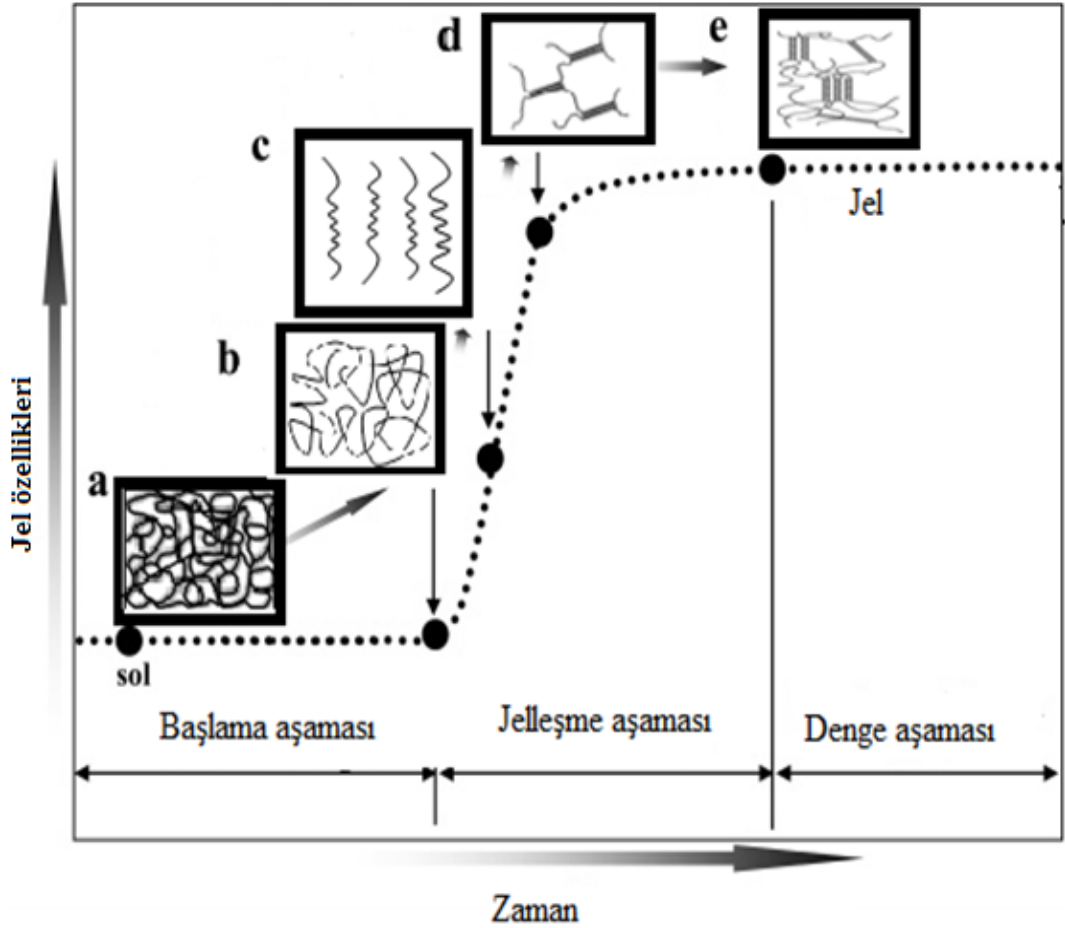 d
e
c
Jel
b
Jel özellikleri
a
sol
Başlama aşaması
Jelleşme aşaması
Denge aşaması
Zaman